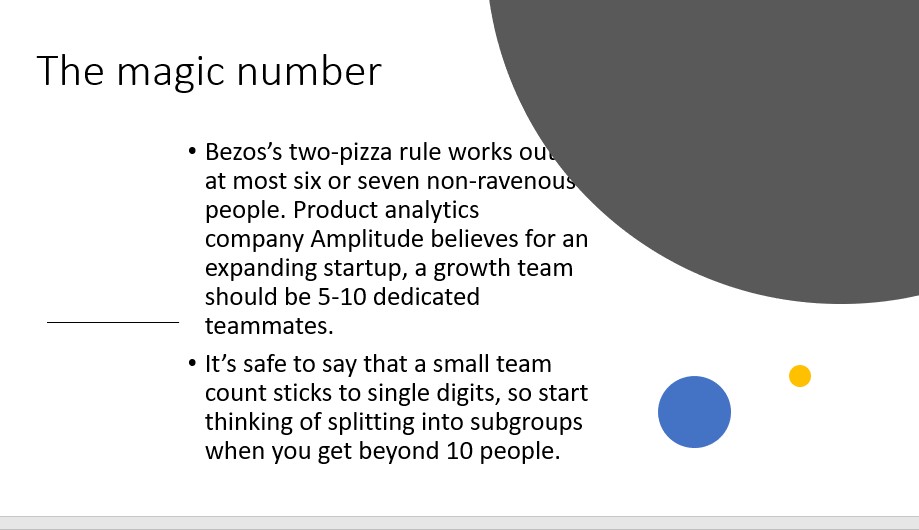 The magic number
• Bezos’s two-pizza rule works out
at most six or seven non-ravenous
people. Product analytics
company Amplitude believes for an
expanding startup, a growth team
should be 5-10 dedicated
teammates.
• It’s safe to say that a small team
count sticks to single digits, so start
thinking of splitting into subgroups
when you get beyond 10 people.